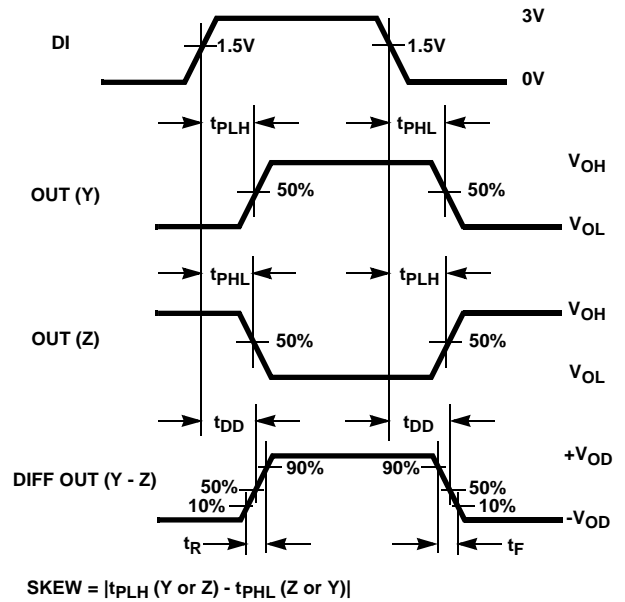 3V
DI
1.5V
1.5V
0V
tPLH
tPHL
VOH
OUT (Y)
50%
50%
VOL
tPHL
tPLH
VOH
OUT (Z)
50%
50%
VOL
tDD
tDD
+VOD
90%
90%
DIFF OUT (Y - Z)
50%
50%
10%
10%
-VOD
tR
tF
SKEW = |tPLH (Y or Z) - tPHL (Z or Y)|